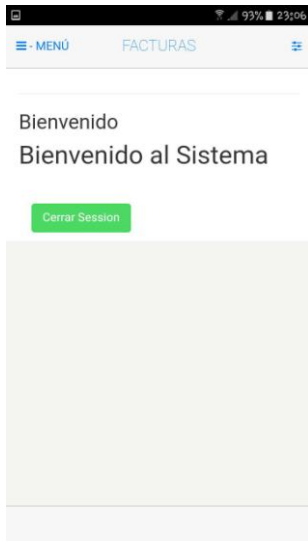 93% 23:06
- MENÚ FACTURAS
Bienvenido
Bienvenido al Sistema
Cerrar Session